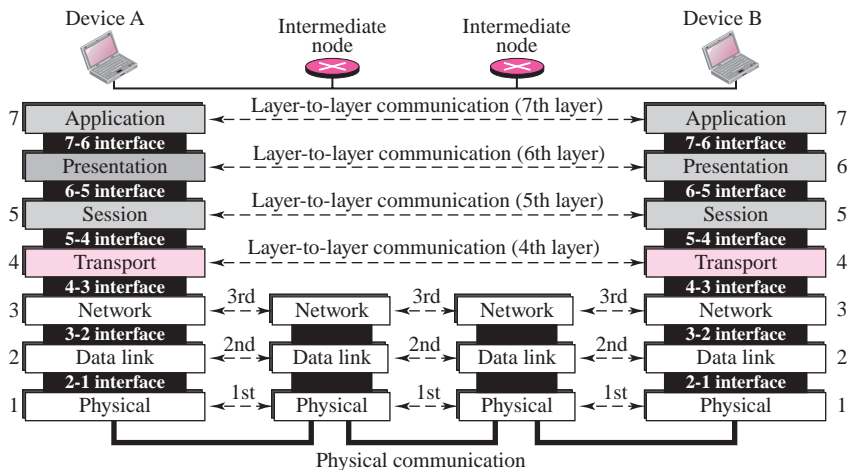 Device A
Intermediate node
Intermediate node
Device B
7 Application Layer-to-layer communication (7th layer) Application 7
7-6 interface 7-6 interface
Presentation Layer-to-layer communication (6th layer) Presentation 6
6-5 interface 6-5 interface
5 Session Layer-to-layer communication (5th layer) Session 5
5-4 interface 5-4 interface
4 Transport Layer-to-layer communication (4th layer) Transport 4
4-3 interface 4-3 interface
3 Network 3rd Network 3rd Network 3rd Network 3
3-2 interface 3-2 interface
2 Data link 2nd Data link 2nd Data link 2nd Data link 2
2-1 interface 2-1 interface
1 Physical 1st Physical 1st Physical 1st Physical 1
Physical communication